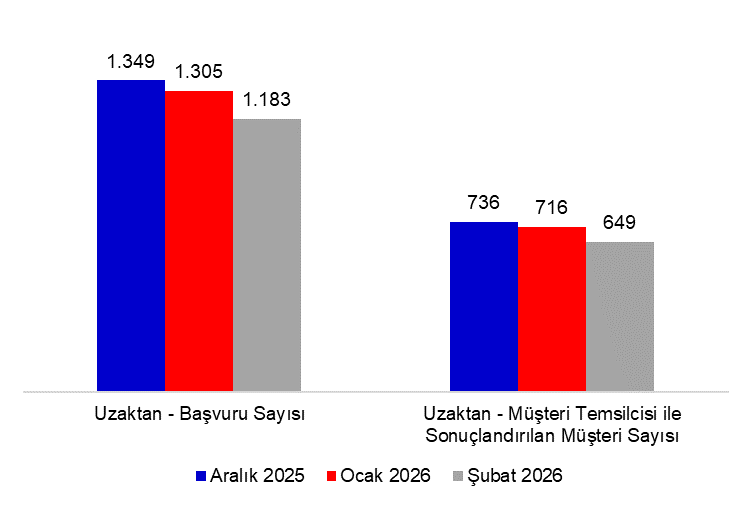 1.349
1.305
1.183
736
716
649
Uzaktan - Başvuru Sayısı
Uzaktan - Müşteri Temsilcisi ile
Sonuçlandırılan Müşteri Sayısı
Aralık 2025
Ocak 2026
Şubat 2026